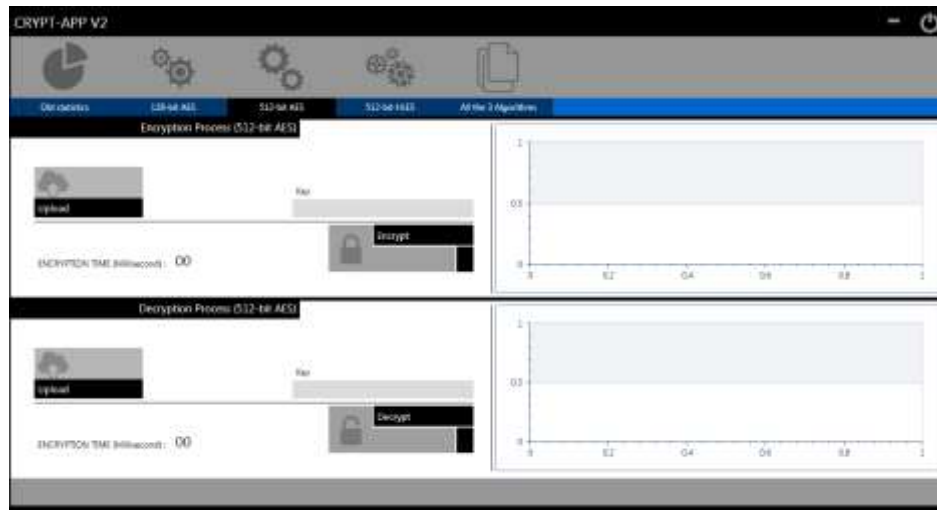 CRYPT-APP V2
128-bit AES 512-bit AES All the 3 Algorithms
Encryption Process (512-bit AES)
Key
Upload
Encrypt
ENCRYPTION TIME (Millisecond) : 00
1
0.5
0
0 0.2 0.4 0.6 0.8 1
Decryption Process (512-bit AES)
Key
Upload
Decrypt
ENCRYPTION TIME (Millisecond) : 00
1
0.5
0
0 0.2 0.4 0.6 0.8 1